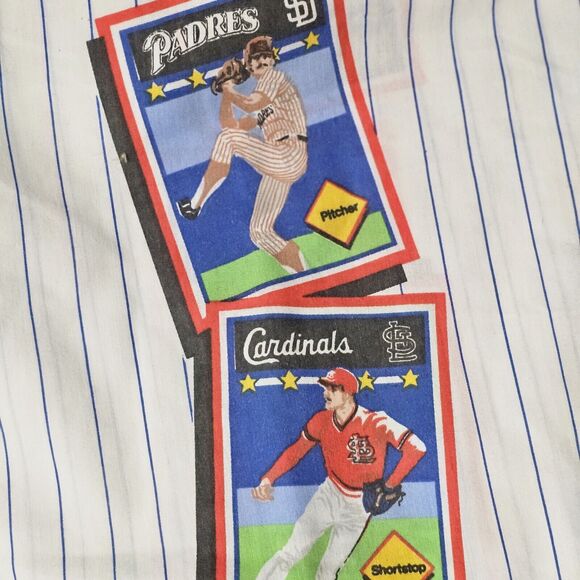 PADRES
SD
Pitcher
Cardinals
STL
Shortstop